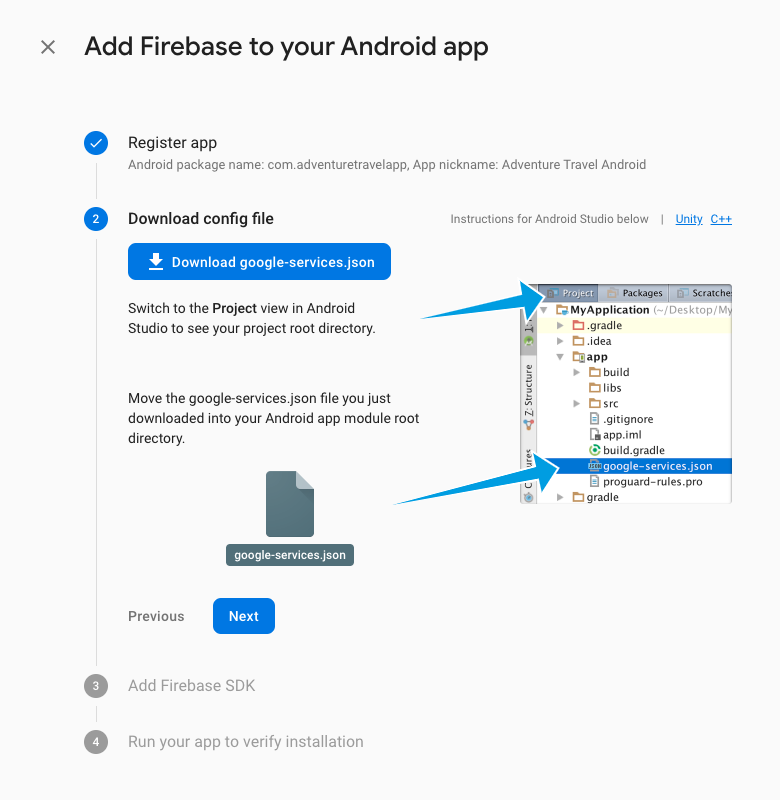 Add Firebase to your Android app
Register app
Android package name: com.adventuretravelapp, App nickname: Adventure Travel Android
2
Download config file
Instructions for Android Studio below | Unity C++
Download google-services.json
Switch to the Project view in Android
Studio to see your project root directory.
Move the google-services.json file you just
downloaded into your Android app module root
directory.
google-services.json
Project Packages Scratche
MyApplication (~/Desktop/My
.gradle
.idea
app
build
libs
src
.gitignore
app.iml
build.gradle
google-services.json
proguard-rules.pro
gradle
Z: Structure
Previous
Next
3
Add Firebase SDK
4
Run your app to verify installation